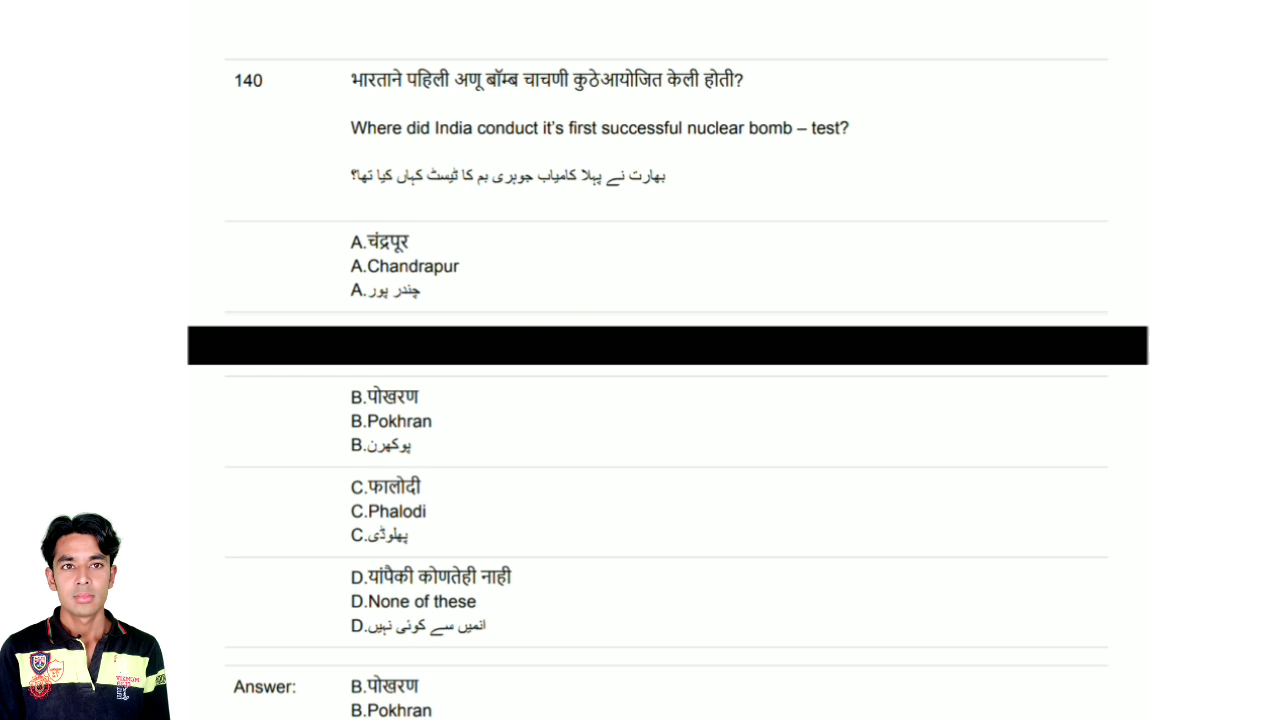 140
भारताने पहिली अणू बॉम्ब चाचणी कुठेआयोजित केली होती?
Where did India conduct it's first successful nuclear bomb – test?
بھارت نے پہلا کامیاب جوہری بم کا ٹیسٹ کہاں کیا تھا؟
A.चंद्रपूर
A.Chandrapur
A.چندر پور
B.पोखरण
B.Pokhran
B.پوکھرن
C.फालोदी
C.Phalodi
C.پھلوڈی
D.यांपैकी कोणतेही नाही
D.None of these
D.انمیں سے کوئی نہیں
Answer:
B.पोखरण
B.Pokhran